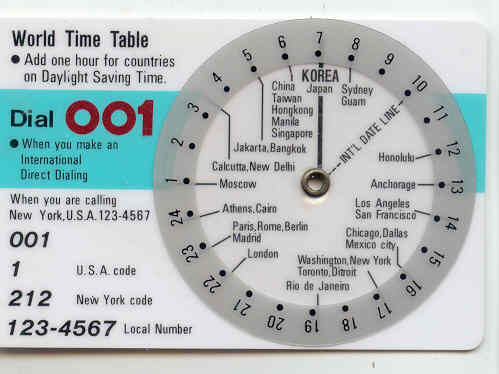 World Time Table
● Add one hour for countries
on Daylight Saving Time.
Dial 001
● When you make an
International
Direct Dialing
When you are calling
New York,U.S.A.123-4567
001
1 U.S.A. code
212 New York code
123-4567 Local Number
7
8
9
10
11
12
13
14
15
16
17
18
19
20
21
22
23
24
1
2
3
4
5
6
KOREA
Japan
Sydney
Guam
INT'L DATE LINE
Honolulu
Anchorage
Los Angeles
San Francisco
Chicago,Dallas
Mexico city
Washington,New York
Toronto,Ditroit
Rio de Janeiro
London
Paris,Rome,Berlin
Madrid
Athens,Cairo
Moscow
Calcutta,New Delhi
Jakarta,Bangkok
China
Taiwan
Hongkong
Manila
Singapore